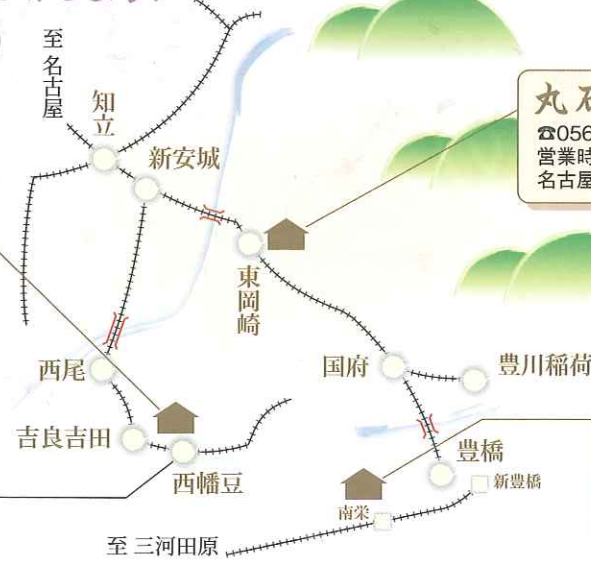 至 名古屋
知立
新安城
東岡崎
西尾
吉良吉田
西幡豆
国府
豊川稲荷
豊橋
新豊橋
南栄
至 三河田原
丸石
☎056
営業時
名古屋